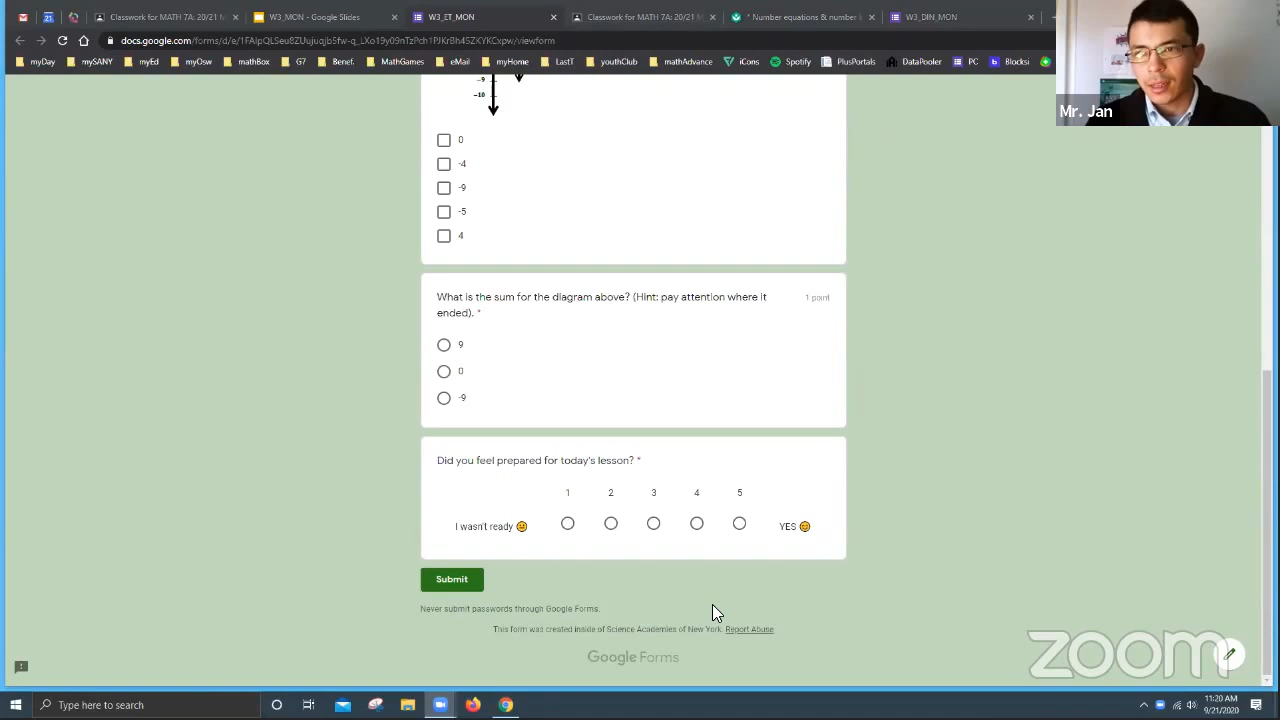 Classwork for MATH 7A: 20/21 M
W3_MON - Google Slides
W3_ET_MON
Classwork for MATH 7A: 20/21 M
* Number equations & number l
W3_DIN_MON
docs.google.com/forms/d/e/
/viewform
myDay
mySANY
myEd
myOsw
mathBox
G7
Benef.
MathGames
eMail
myHome
LastT
youthClub
mathAdvance
iCM
Spotify
PlusPortals
DataPooler
PC
Blocksi
Mr. Jan
-9
-10
0
-4
-9
-5
4
What is the sum for the diagram above? (Hint: pay attention where it
ended). *
1 point
9
0
-9
Did you feel prepared for today's lesson? *
1 2 3 4 5
I wasn't ready
YES
Submit
Never submit passwords through Google Forms.
This form was created inside of Science Academies of New York. Report Abuse
Google Forms
zoom
Type here to search
11:20 AM
9/21/2020